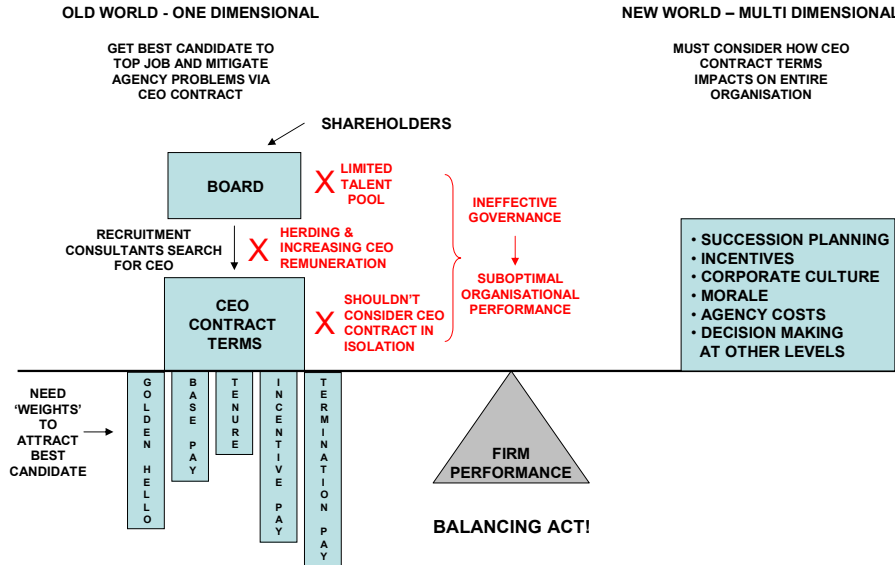 OLD WORLD - ONE DIMENSIONAL
NEW WORLD – MULTI DIMENSIONAL
GET BEST CANDIDATE TO
TOP JOB AND MITIGATE
AGENCY PROBLEMS VIA
CEO CONTRACT
MUST CONSIDER HOW CEO
CONTRACT TERMS
IMPACTS ON ENTIRE
ORGANISATION
SHAREHOLDERS
BOARD
X
LIMITED
TALENT
POOL
RECRUITMENT
CONSULTANTS SEARCH
FOR CEO
X
HERDING &
INCREASING CEO
REMUNERATION
CEO
CONTRACT
TERMS
X
SHOULDN'T
CONSIDER CEO
CONTRACT IN
ISOLATION
INEFFECTIVE
GOVERNANCE
SUBOPTIMAL
ORGANISATIONAL
PERFORMANCE
• SUCCESSION PLANNING
• INCENTIVES
• CORPORATE CULTURE
• MORALE
• AGENCY COSTS
• DECISION MAKING
AT OTHER LEVELS
NEED
‘WEIGHTS’
TO
ATTRACT
BEST
CANDIDATE
GOLDEN HELLO
BASE PAY
TENURE
INCENTIVE PAY
TERMINATION PAY
FIRM
PERFORMANCE
BALANCING ACT!